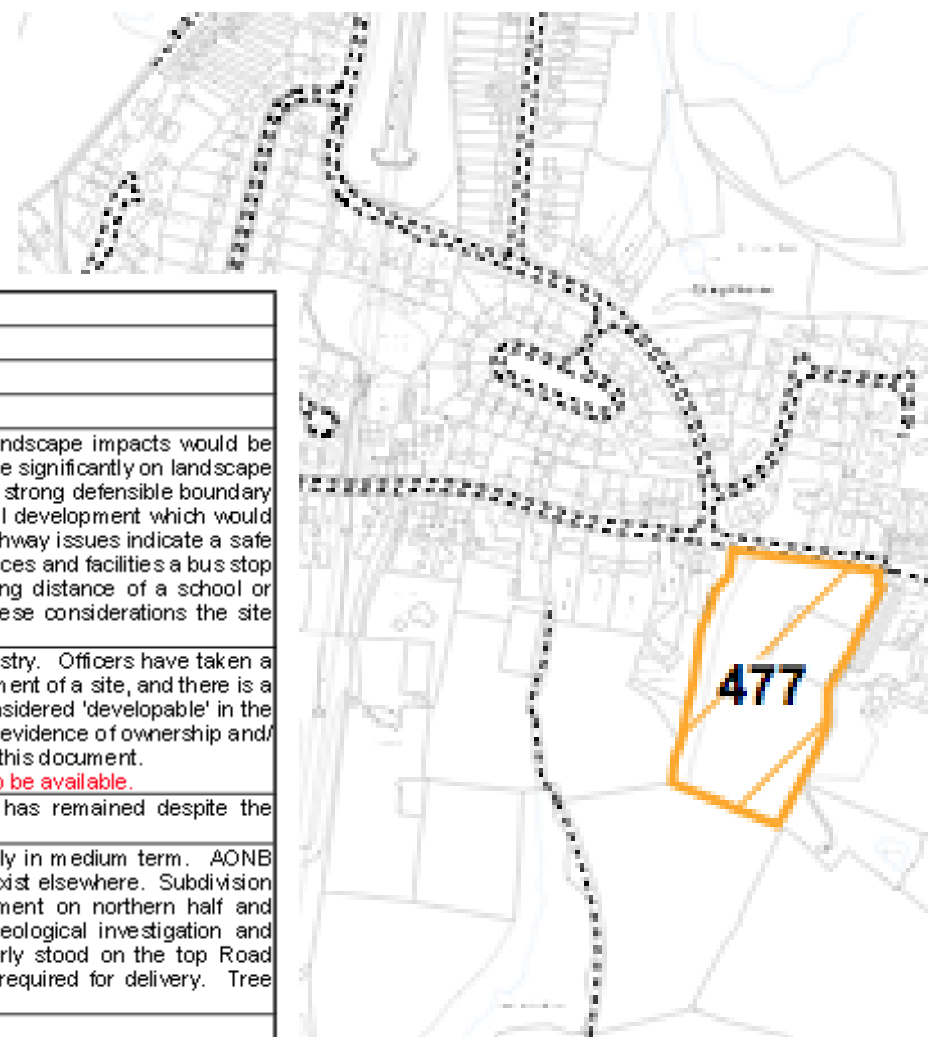 ndscape impacts would be
e significantly on landscape
strong defensible boundary
l development which would
hway issues indicate a safe
ces and facilities a bus stop
ng distance of a school or
ese considerations the site
stry. Officers have taken a
nent of a site, and there is a
nsidered 'developable' in the
evidence of ownership and/
this document.
o be available.
has remained despite the
ly in medium term. AONB
xist elsewhere. Subdivision
ment on northern half and
eological investigation and
rly stood on the top Road
required for delivery. Tree
477